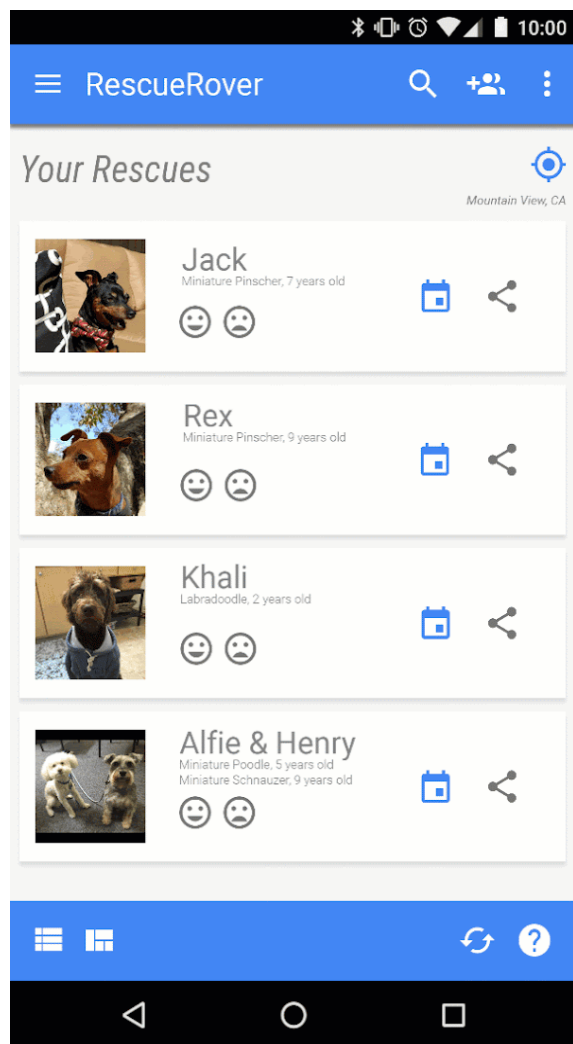 10:00
RescueRover
Your Rescues
Mountain View, CA
Jack
Miniature Pinscher, 7 years old
Rex
Miniature Pinscher, 9 years old
Khali
Labradoodle, 2 years old
Alfie & Henry
Miniature Poodle, 5 years old
Miniature Schnauzer, 9 years old